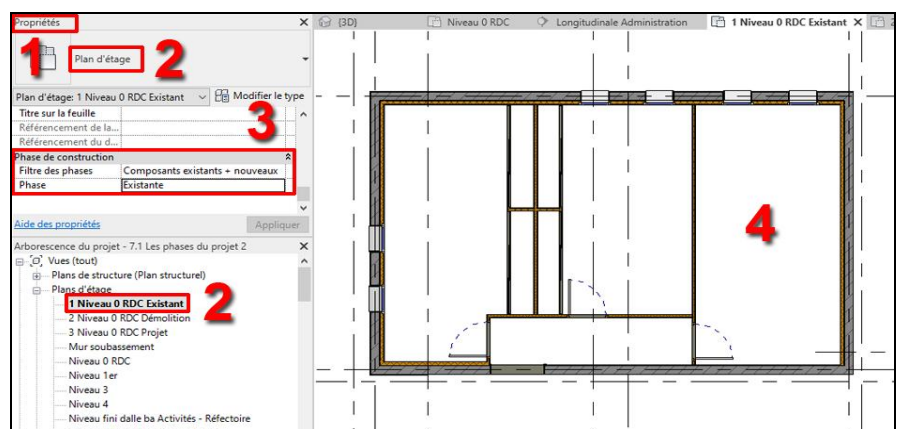 Propriétés
1
Plan d'étage
2
Plan d'étage: 1 Niveau 0 RDC Existant
Modifier le type
3
Titre sur la feuille
Référencement de la...
Référencement du d...
Phase de construction
Filtre des phases Composants existants + nouveaux
Phase Existante
Aide des propriétés
Appliquer
Arborescence du projet - 7.1 Les phases du projet 2
Vues (tout)
Plans de structure (Plan structurel)
Plans d'étage
1 Niveau 0 RDC Existant
2
2 Niveau 0 RDC Démolition
3 Niveau 0 RDC Projet
Mur soubassement
Niveau 0 RDC
Niveau 1er
Niveau 3
Niveau 4
Niveau fini dalle ba Activités - Réfectoire
{3D} Niveau 0 RDC Longitudinale Administration 1 Niveau 0 RDC Existant 2
4